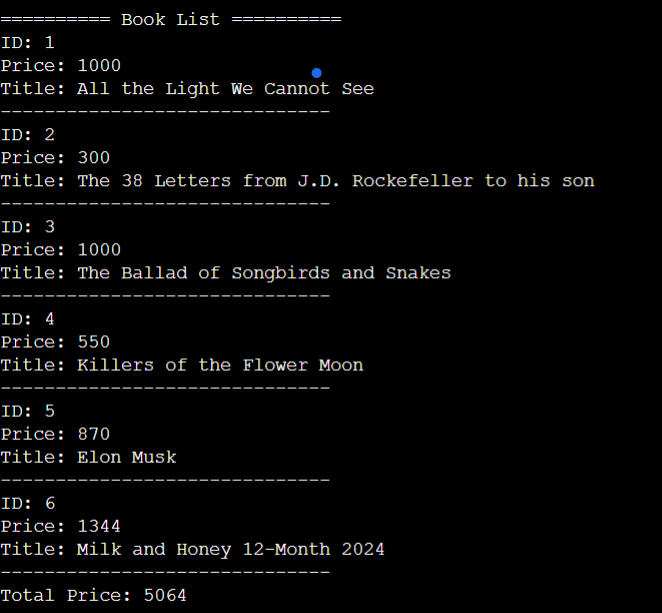 ========== Book List ==========
ID: 1
Price: 1000
Title: All the Light We Cannot See
------------------------------
ID: 2
Price: 300
Title: The 38 Letters from J.D. Rockefeller to his son
------------------------------
ID: 3
Price: 1000
Title: The Ballad of Songbirds and Snakes
------------------------------
ID: 4
Price: 550
Title: Killers of the Flower Moon
------------------------------
ID: 5
Price: 870
Title: Elon Musk
------------------------------
ID: 6
Price: 1344
Title: Milk and Honey 12-Month 2024
------------------------------
Total Price: 5064